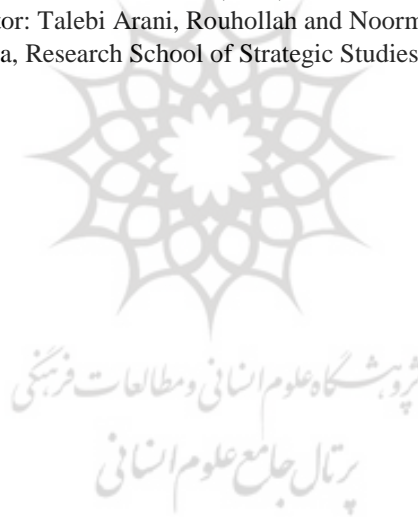 tor: Talebi Arani, Rouhollah and Noorm
a, Research School of Strategic Studies
پژوهشگاه علوم انسانی و مطالعات فرهنگی
پرتال جامع علوم انسانی